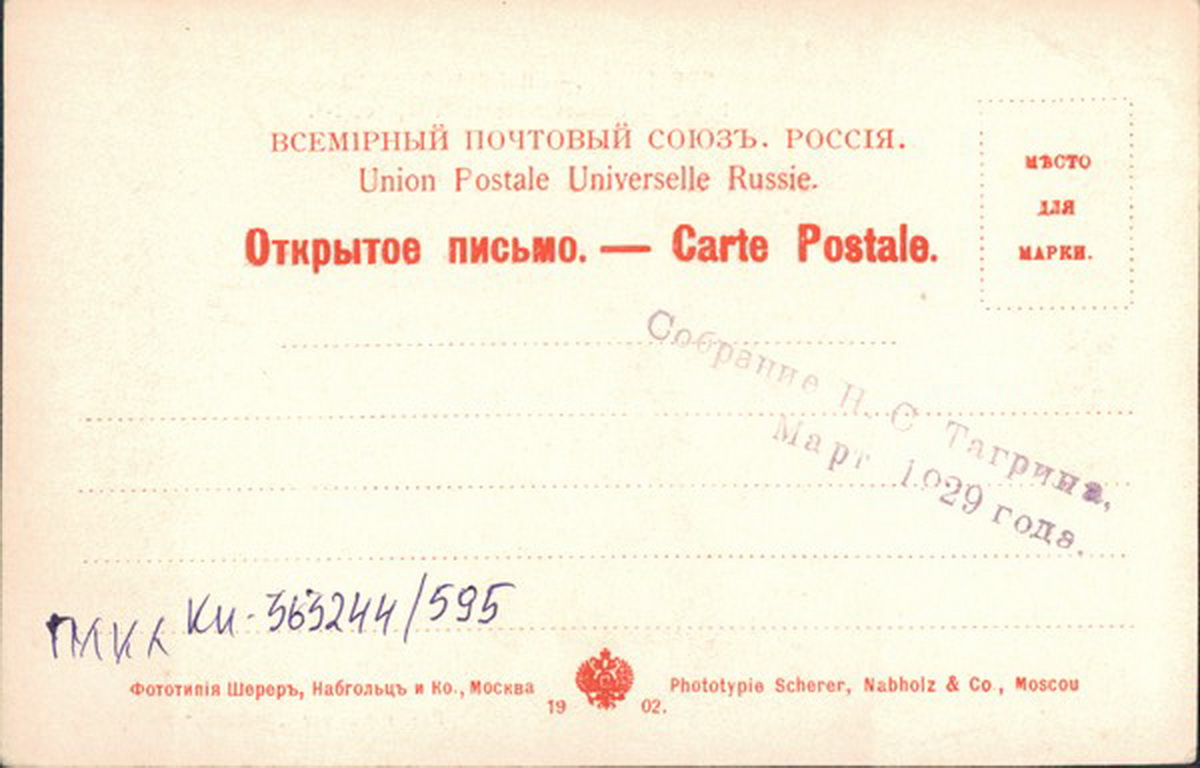 ВСЕМІРНЫЙ ПОЧТОВЫЙ СОЮЗЪ. РОССІЯ.
Union Postale Universelle Russie.
Открытое письмо. — Carte Postale.
МѢСТО
ДЛЯ
МАРКИ.
Собрание Н. С Тагрина,
Март 1929 года.
КП-363244/595
Фототипія Шереръ, Набгольцъ и Ко., Москва
Phototypie Scherer, Nabholz & Co., Moscou
19 02.